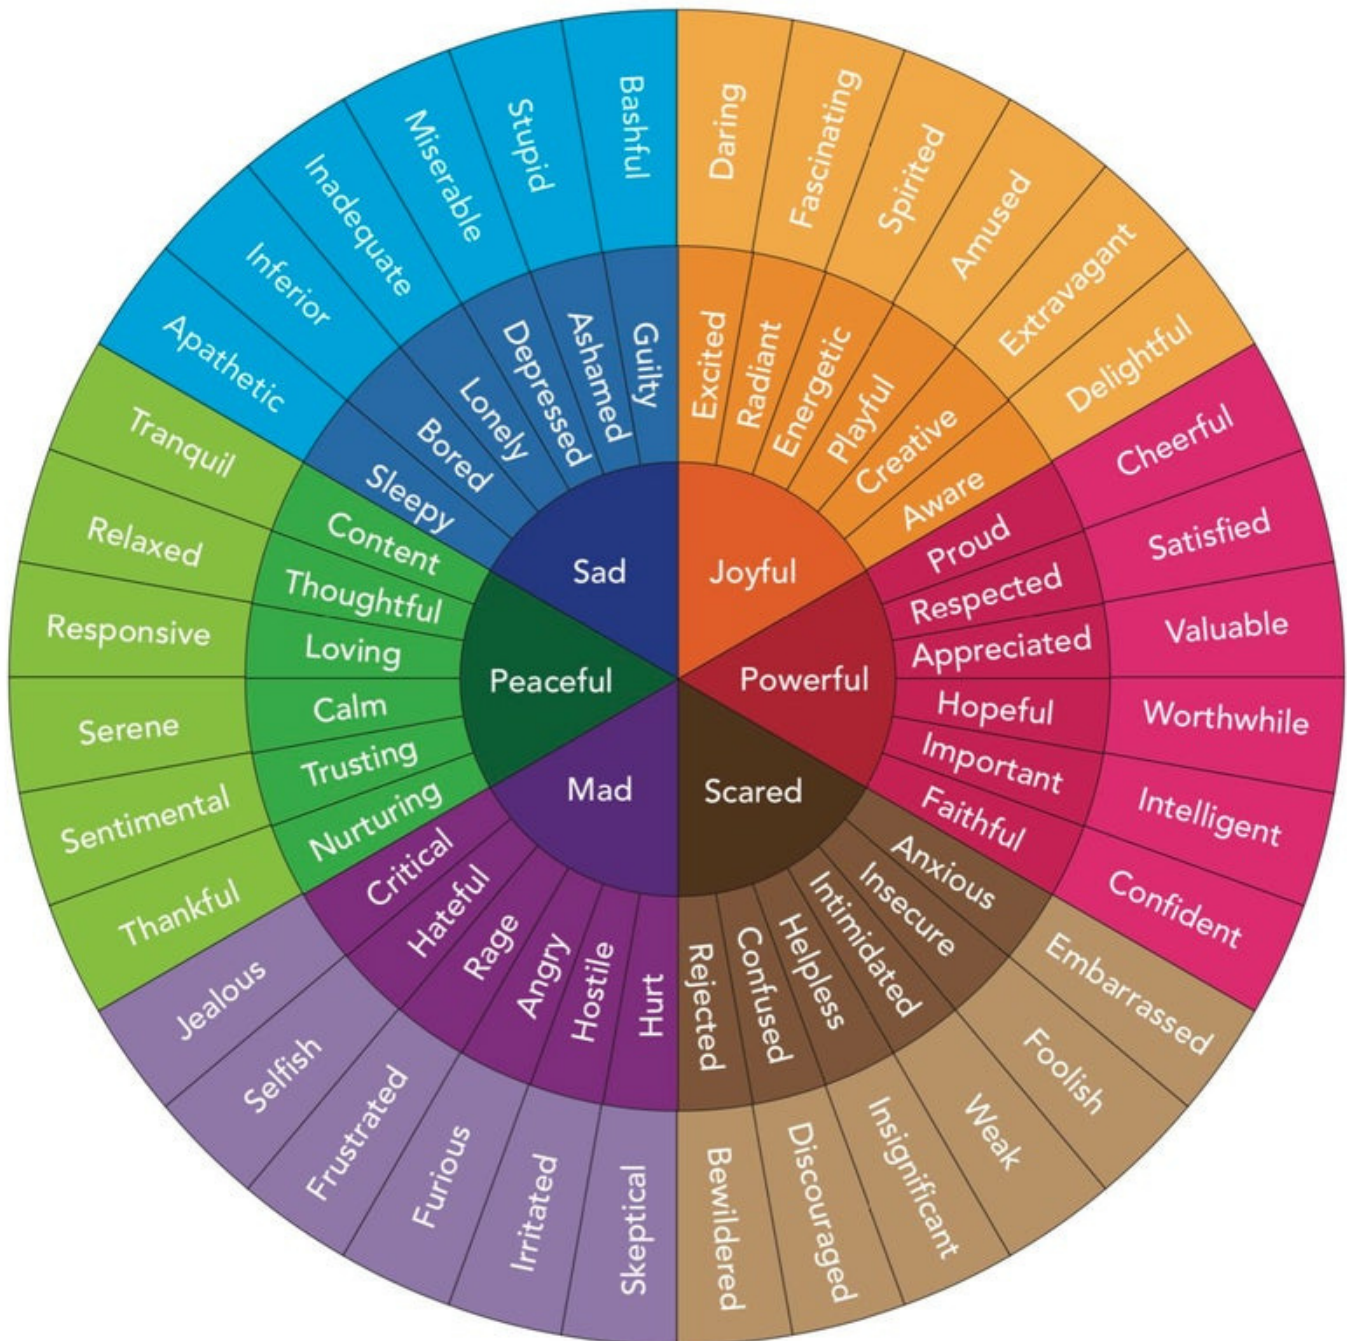 Sad
Joyful
Powerful
Scared
Mad
Peaceful
Excited
Radiant
Energetic
Playful
Creative
Aware
Proud
Respected
Appreciated
Hopeful
Important
Faithful
Anxious
Insecure
Intimidated
Helpless
Confused
Rejected
Hurt
Hostile
Angry
Rage
Hateful
Critical
Nurturing
Trusting
Calm
Loving
Thoughtful
Content
Sleepy
Bored
Lonely
Depressed
Ashamed
Guilty
Daring
Fascinating
Spirited
Amused
Extravagant
Delightful
Cheerful
Satisfied
Valuable
Worthwhile
Intelligent
Confident
Embarrassed
Foolish
Weak
Insignificant
Discouraged
Bewildered
Skeptical
Irritated
Furious
Frustrated
Selfish
Jealous
Thankful
Sentimental
Serene
Responsive
Relaxed
Tranquil
Apathetic
Inferior
Inadequate
Miserable
Stupid
Bashful